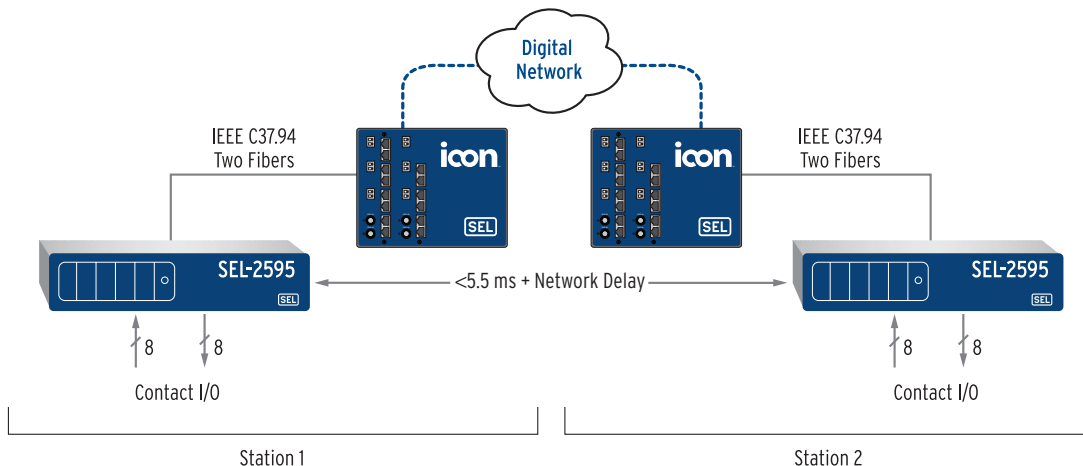 Digital
Network
IEEE C37.94
Two Fibers
icon
SEL
icon
SEL
IEEE C37.94
Two Fibers
SEL-2595
SEL
<5.5 ms + Network Delay
SEL-2595
SEL
8
8
Contact I/O
8
8
Contact I/O
Station 1
Station 2